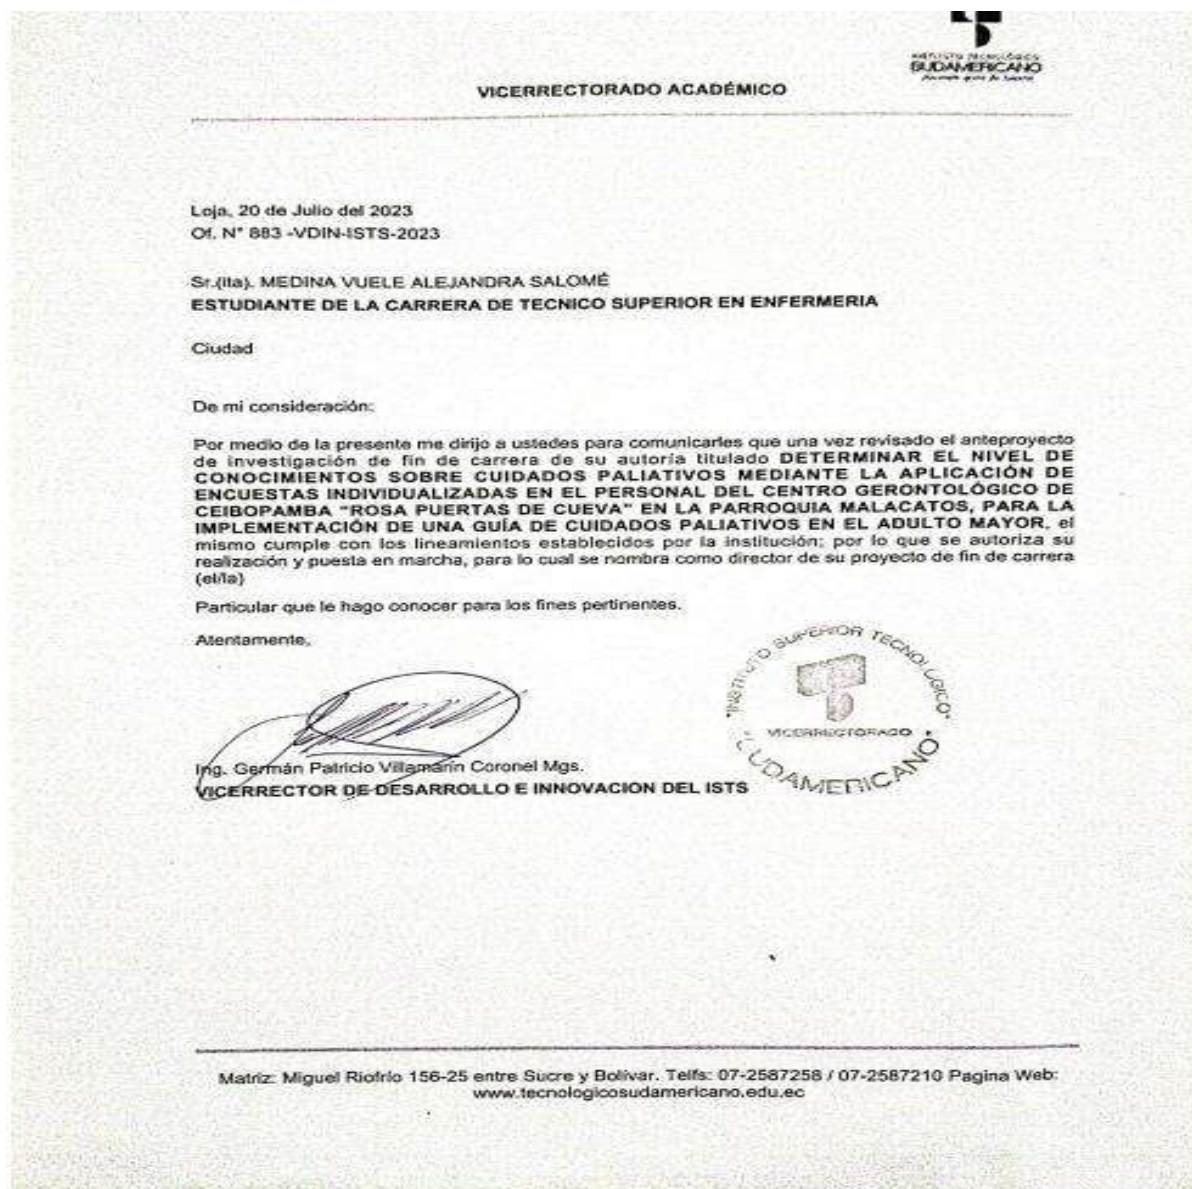 INSTITUTO TECNOLÓGICO
SUDAMERICANO
VICERRECTORADO ACADÉMICO
Loja, 20 de Julio del 2023
Of. N° 883 -VDIN-ISTS-2023
Sr.(ita). MEDINA VUELE ALEJANDRA SALOMÉ
ESTUDIANTE DE LA CARRERA DE TECNICO SUPERIOR EN ENFERMERIA
Ciudad
De mi consideración:
Por medio de la presente me dirijo a ustedes para comunicarles que una vez revisado el anteproyecto
de investigación de fin de carrera de su autoría titulado DETERMINAR EL NIVEL DE
CONOCIMIENTOS SOBRE CUIDADOS PALIATIVOS MEDIANTE LA APLICACIÓN DE
ENCUESTAS INDIVIDUALIZADAS EN EL PERSONAL DEL CENTRO GERONTOLÓGICO DE
CEIBOPAMBA "ROSA PUERTAS DE CUEVA" EN LA PARROQUIA MALACATOS, PARA LA
IMPLEMENTACIÓN DE UNA GUÍA DE CUIDADOS PALIATIVOS EN EL ADULTO MAYOR, el
mismo cumple con los lineamientos establecidos por la institución; por lo que se autoriza su
realización y puesta en marcha, para lo cual se nombra como director de su proyecto de fin de carrera
(el/la)
Particular que le hago conocer para los fines pertinentes.
Atentamente,
"INSTITUTO SUPERIOR TECNOLOGICO"
VICERRECTORADO
"SUDAMERICANO"
Ing. Germán Patricio Villamarín Coronel Mgs.
VICERRECTOR DE DESARROLLO E INNOVACION DEL ISTS
Matriz: Miguel Riofrío 156-25 entre Sucre y Bolívar. Telfs: 07-2587258 / 07-2587210 Pagina Web:
www.tecnologicosudamericano.edu.ec